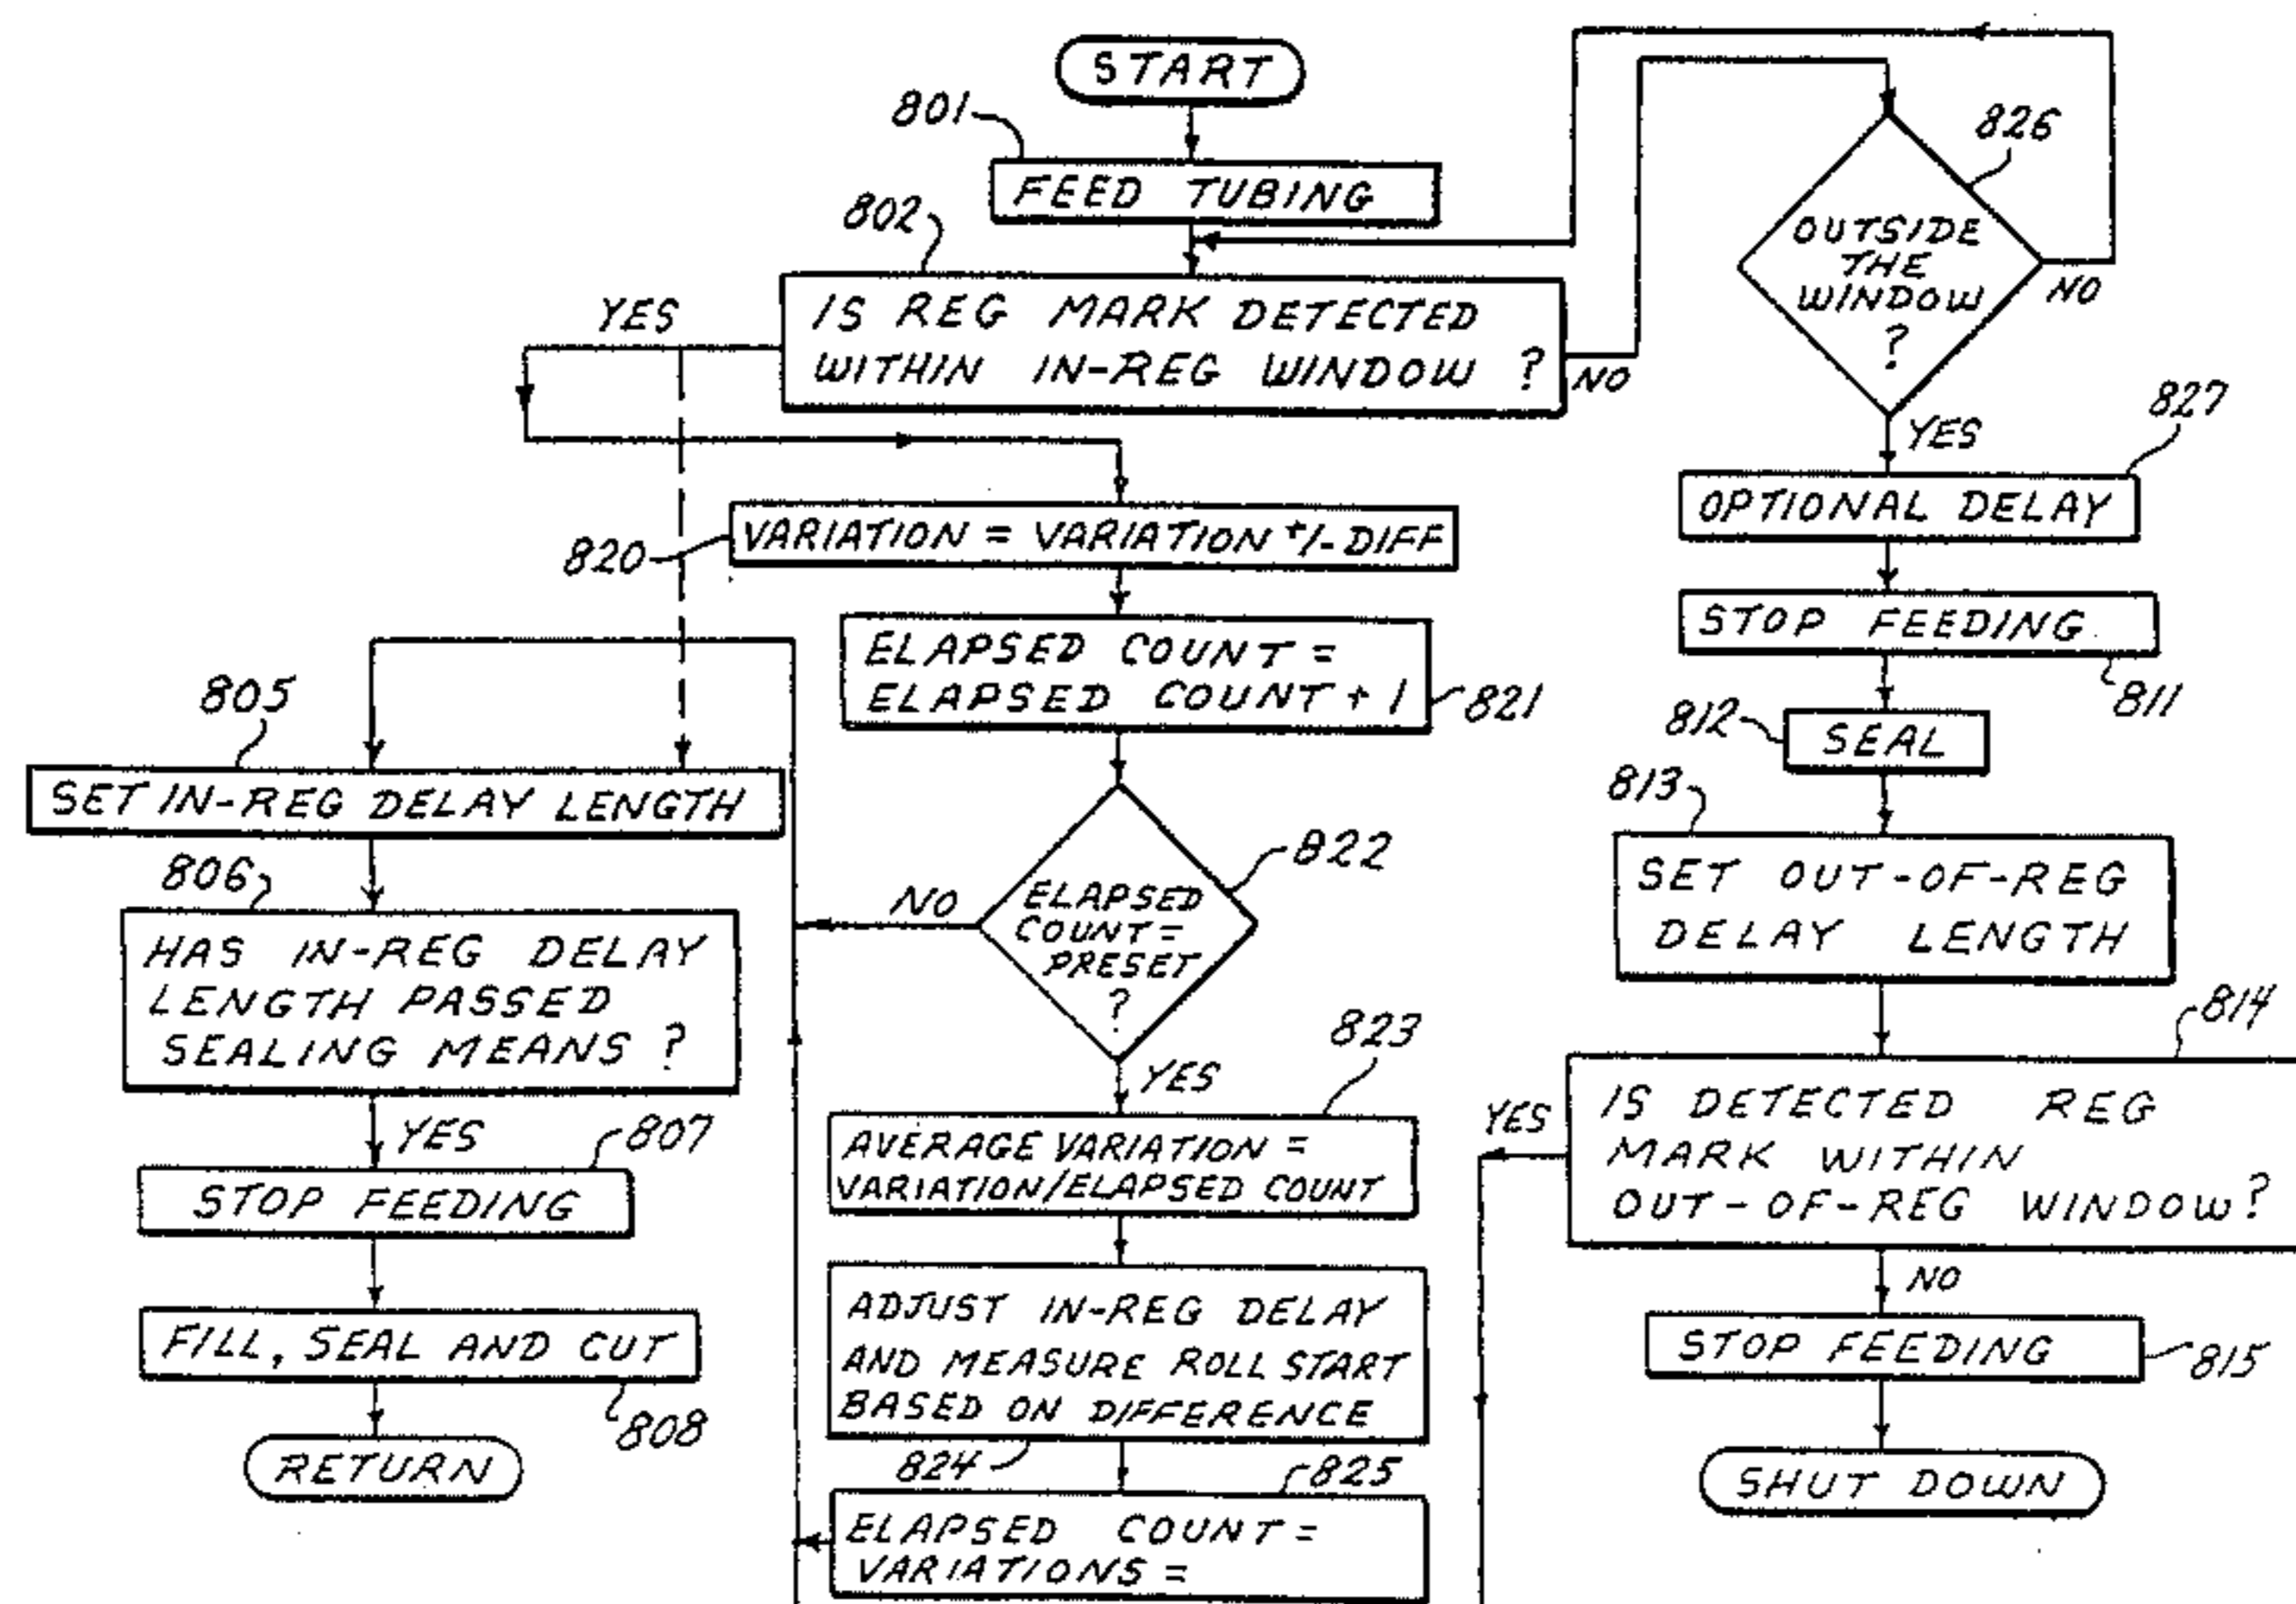 START
801
FEED TUBING
802
IS REG MARK DETECTED
WITHIN IN-REG WINDOW ?
YES
NO
826
OUTSIDE
THE
WINDOW
?
NO
YES
827
OPTIONAL DELAY
STOP FEEDING
811
812
SEAL
813
SET OUT-OF-REG
DELAY LENGTH
814
IS DETECTED REG
MARK WITHIN
OUT-OF-REG WINDOW?
YES
NO
STOP FEEDING
815
SHUT DOWN
820
VARIATION = VARIATION +/- DIFF
ELAPSED COUNT =
ELAPSED COUNT + 1
821
822
ELAPSED
COUNT =
PRESET
?
NO
YES
823
AVERAGE VARIATION =
VARIATION/ELAPSED COUNT
ADJUST IN-REG DELAY
AND MEASURE ROLL START
BASED ON DIFFERENCE
824
825
ELAPSED COUNT =
VARIATIONS =
805
SET IN-REG DELAY LENGTH
806
HAS IN-REG DELAY
LENGTH PASSED
SEALING MEANS ?
YES
807
STOP FEEDING
FILL, SEAL AND CUT
808
RETURN